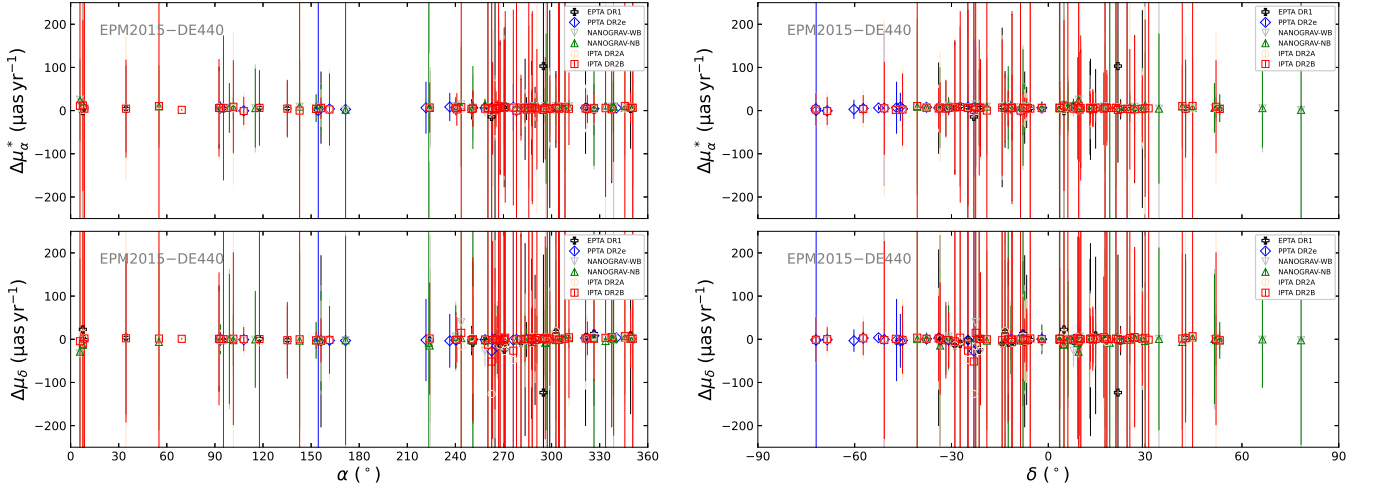 EPM2015−DE440
Δμ*α (μas yr−1)
200
100
0
−100
−200
EPTA DR1
PPTA DR2e
NANOGRAV-WB
NANOGRAV-NB
IPTA DR2A
IPTA DR2B
EPM2015−DE440
Δμ*α (μas yr−1)
200
100
0
−100
−200
EPTA DR1
PPTA DR2e
NANOGRAV-WB
NANOGRAV-NB
IPTA DR2A
IPTA DR2B
EPM2015−DE440
Δμδ (μas yr−1)
200
100
0
−100
−200
EPTA DR1
PPTA DR2e
NANOGRAV-WB
NANOGRAV-NB
IPTA DR2A
IPTA DR2B
0 30 60 90 120 150 180 210 240 270 300 330 360
α (°)
EPM2015−DE440
Δμδ (μas yr−1)
200
100
0
−100
−200
EPTA DR1
PPTA DR2e
NANOGRAV-WB
NANOGRAV-NB
IPTA DR2A
IPTA DR2B
−90 −60 −30 0 30 60 90
δ (°)